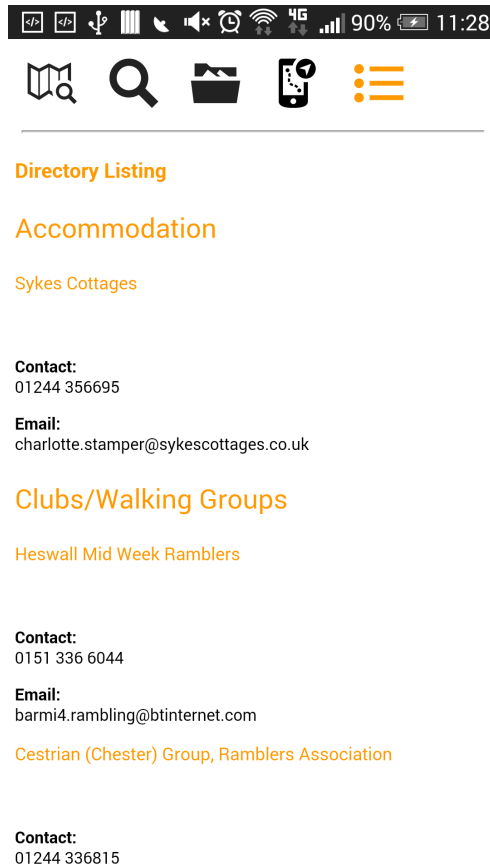 4G 90% 11:28
Directory Listing
Accommodation
Sykes Cottages
Contact:
01244 356695
Email:
charlotte.stamper@sykescottages.co.uk
Clubs/Walking Groups
Heswall Mid Week Ramblers
Contact:
0151 336 6044
Email:
barmi4.rambling@btinternet.com
Cestrian (Chester) Group, Ramblers Association
Contact:
01244 336815